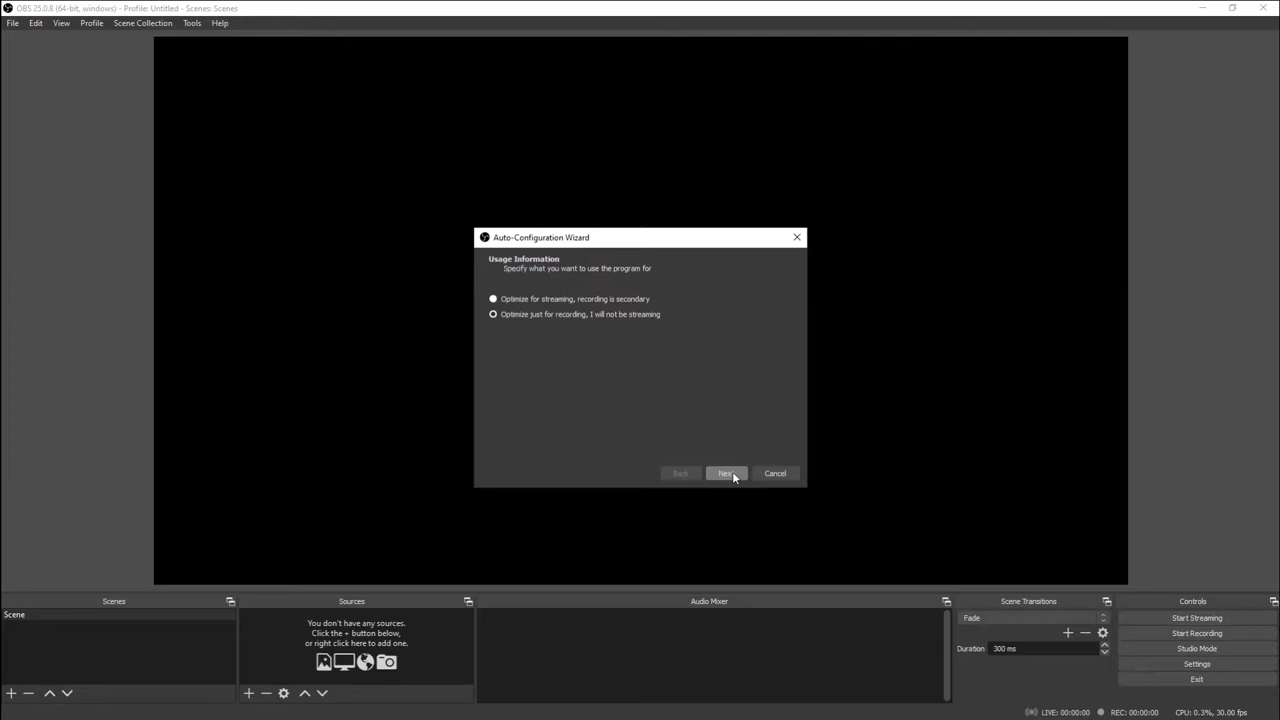 OBS 25.0.8 (64-bit, windows) - Profile: Untitled - Scenes: Scenes
File Edit View Profile Scene Collection Tools Help
Auto-Configuration Wizard
Usage Information
Specify what you want to use the program for
Optimize for streaming, recording is secondary
Optimize just for recording, I will not be streaming
Back Next Cancel
Scenes
Scene
Sources
You don't have any sources.
Click the + button below,
or right click here to add one.
Audio Mixer
Scene Transitions
Fade
Duration 300 ms
Controls
Start Streaming
Start Recording
Studio Mode
Settings
Exit
LIVE: 00:00:00 REC: 00:00:00 CPU: 0.3%, 30.00 fps